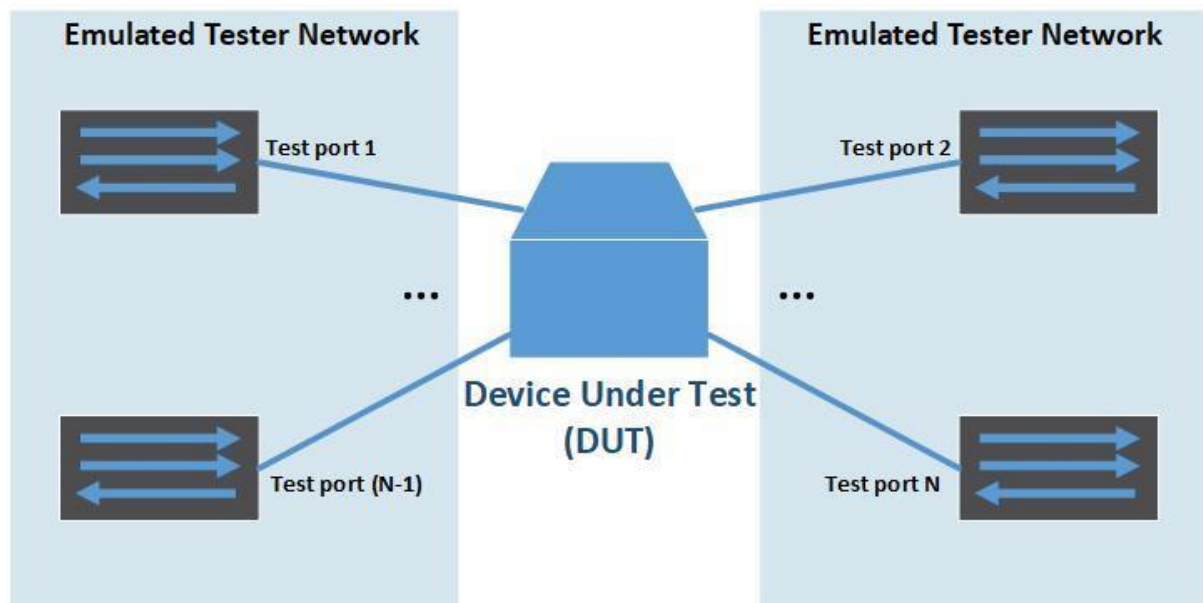 Emulated Tester Network
Emulated Tester Network
Test port 1
Test port 2
...
...
Device Under Test
(DUT)
Test port (N-1)
Test port N